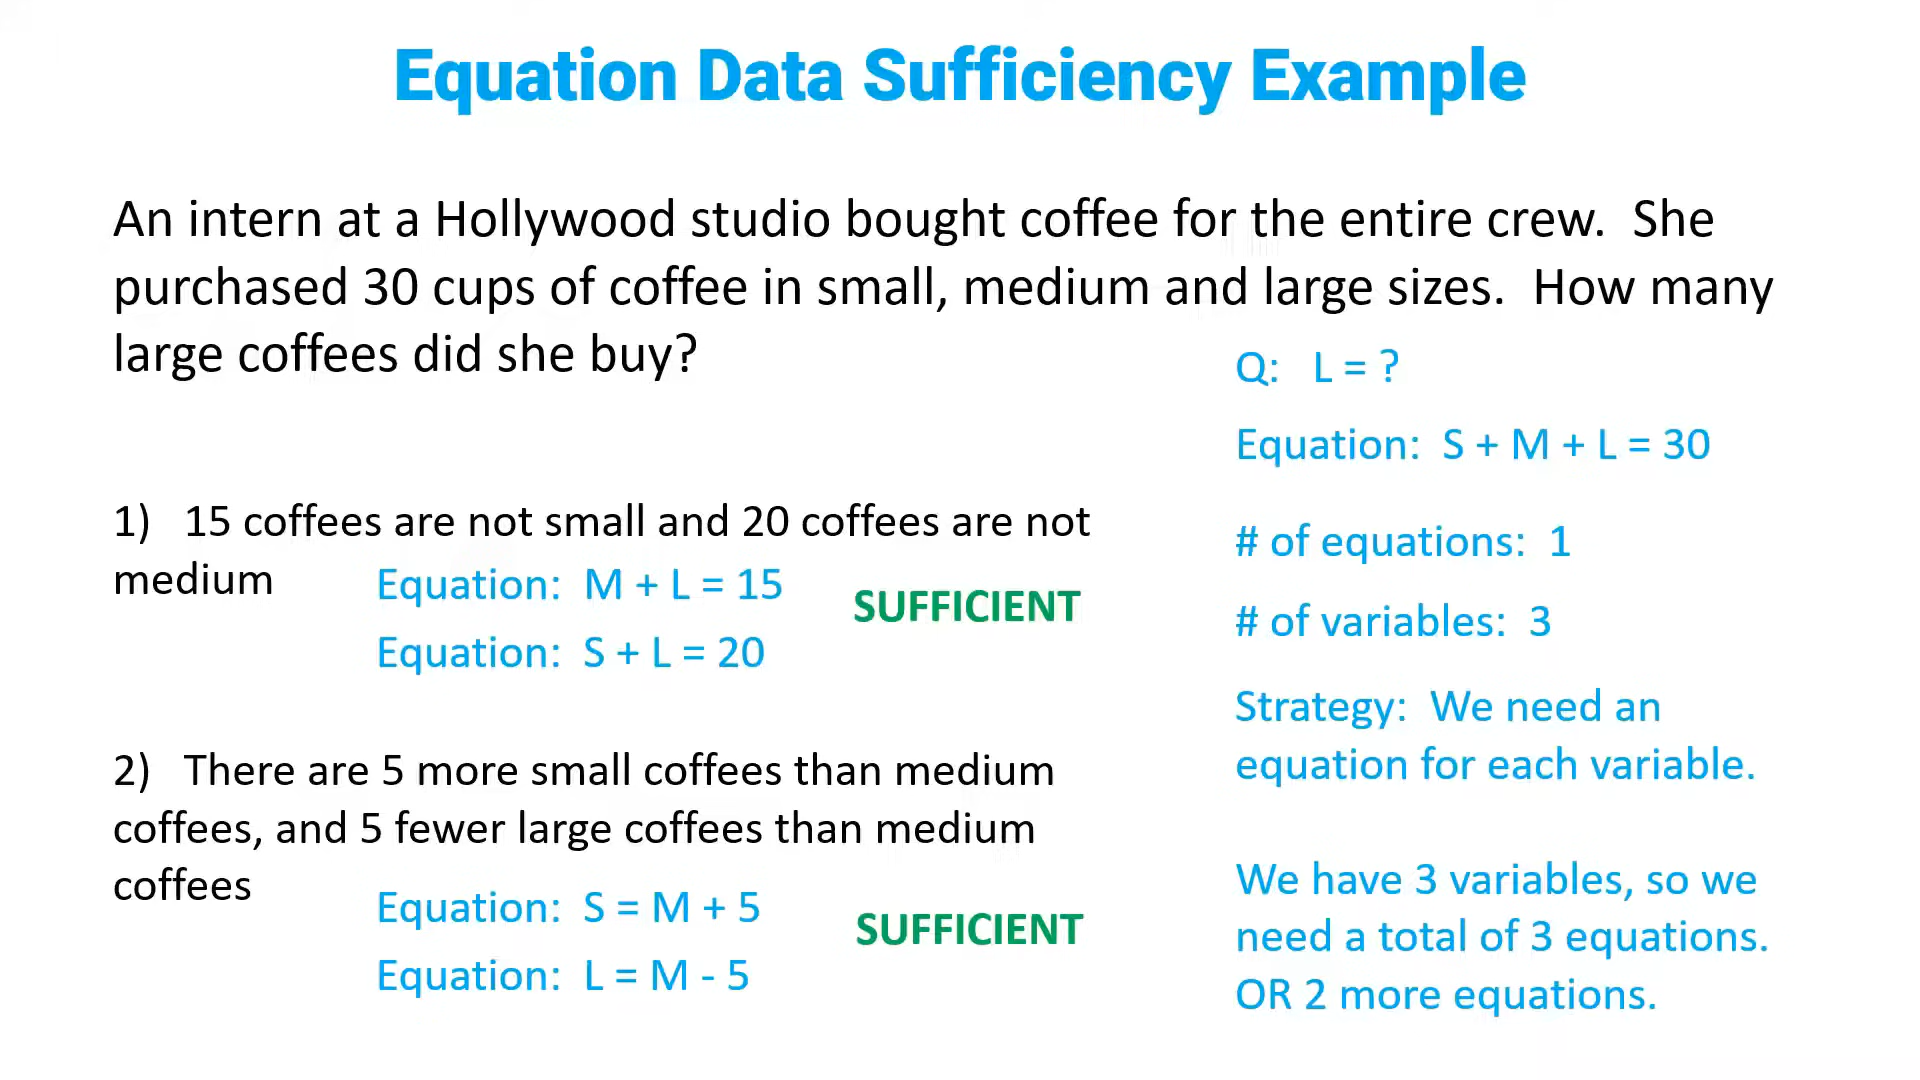 Equation Data Sufficiency Example
An intern at a Hollywood studio bought coffee for the entire crew. She
purchased 30 cups of coffee in small, medium and large sizes. How many
large coffees did she buy?
Q: L = ?
Equation: S + M + L = 30
# of equations: 1
# of variables: 3
Strategy: We need an
equation for each variable.
We have 3 variables, so we
need a total of 3 equations.
OR 2 more equations.
1) 15 coffees are not small and 20 coffees are not
medium
Equation: M + L = 15
Equation: S + L = 20
SUFFICIENT
2) There are 5 more small coffees than medium
coffees, and 5 fewer large coffees than medium
coffees
Equation: S = M + 5
Equation: L = M - 5
SUFFICIENT